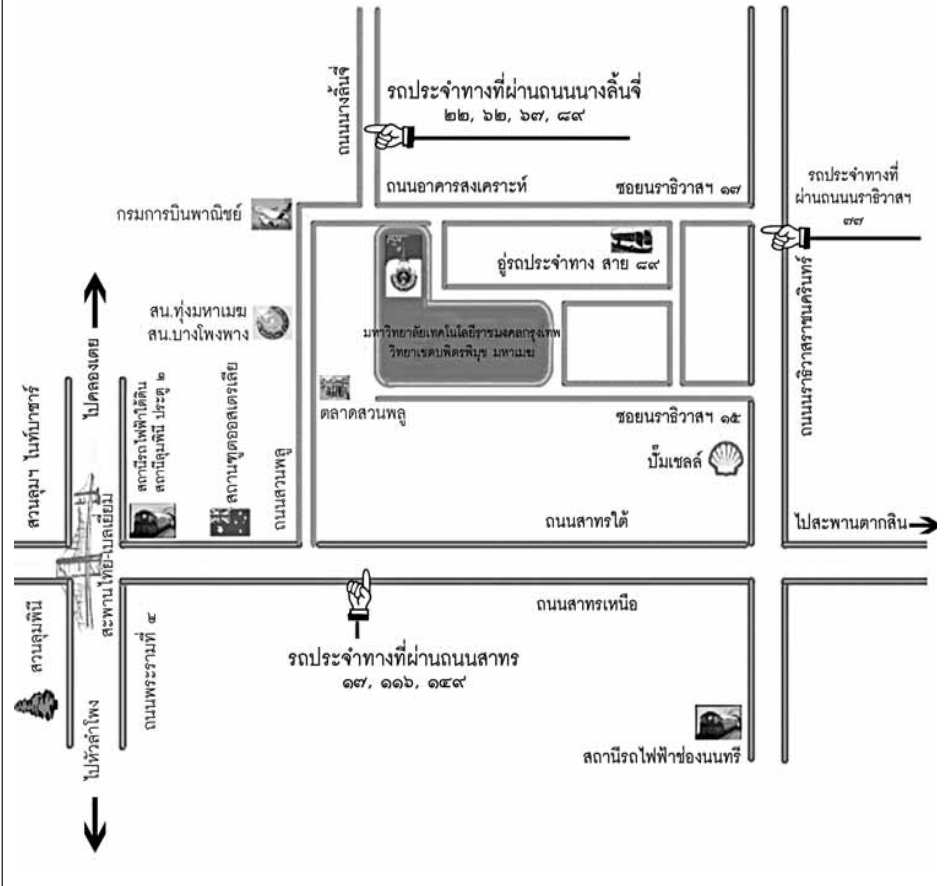 ถนนนางลิ้นจี่
รถประจำทางที่ผ่านถนนนางลิ้นจี่
๒๒, ๖๒, ๖๗, ๘๙
ถนนอาคารสงเคราะห์
ซอยนราธิวาสฯ ๑๗
รถประจำทางที่
ผ่านถนนนราธิวาสฯ
๗๗
กรมการบินพาณิชย์
อู่รถประจำทาง สาย ๘๙
สน.ทุ่งมหาเมฆ
สน.บางโพงพาง
มหาวิทยาลัยเทคโนโลยีราชมงคลกรุงเทพ
วิทยาเขตบพิตรพิมุข มหาเมฆ
ถนนนราธิวาสราชนครินทร์
ไปคลองเตย
สวนลุมฯ ไนท์บาซาร์
สถานีรถไฟฟ้าใต้ดิน
สถานีลุมพินี ประตู ๒
สถานฑูตออสเตรเลีย
ถนนสวนพลู
ตลาดสวนพลู
ซอยนราธิวาสฯ ๑๕
ปั๊มเชลล์
ถนนสาทรใต้
ไปสะพานตากสิน
สะพานไทย-เบลเยี่ยม
ถนนสาทรเหนือ
สวนลุมพินี
ถนนพระรามที่ ๔
รถประจำทางที่ผ่านถนนสาทร
๑๗, ๑๑๖, ๑๔๙
ไปหัวลำโพง
สถานีรถไฟฟ้าช่องนนทรี